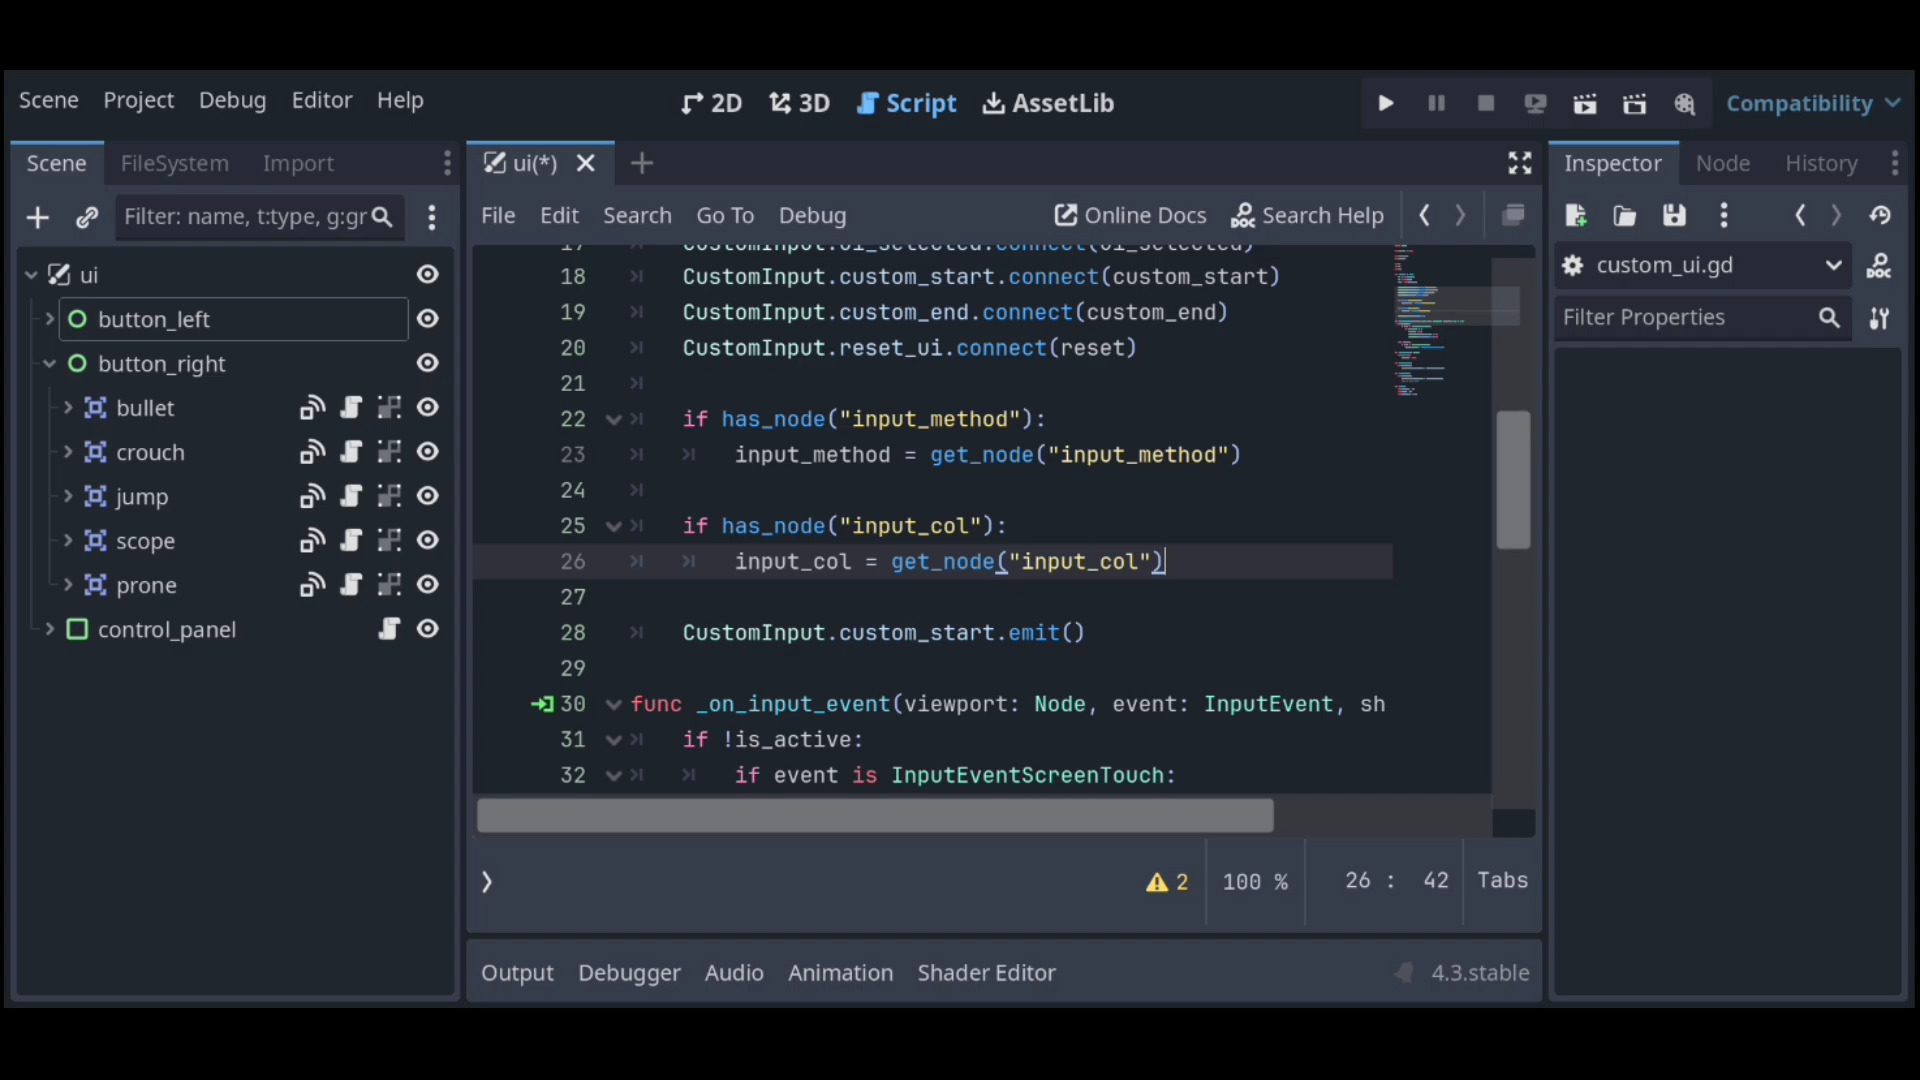 Scene Project Debug Editor Help
2D 3D Script AssetLib
Compatibility
Scene FileSystem Import
ui(*)
Inspector Node History
Filter: name, t:type, g:gr
File Edit Search Go To Debug
Online Docs Search Help
custom_ui.gd
Filter Properties
ui
button_left
button_right
bullet
crouch
jump
scope
prone
control_panel
17 CustomInput.ui_selected.connect(ui_selected)
18 CustomInput.custom_start.connect(custom_start)
19 CustomInput.custom_end.connect(custom_end)
20 CustomInput.reset_ui.connect(reset)
21
22 if has_node("input_method"):
23 input_method = get_node("input_method")
24
25 if has_node("input_col"):
26 input_col = get_node("input_col")
27
28 CustomInput.custom_start.emit()
29
30 func _on_input_event(viewport: Node, event: InputEvent, sh
31 if !is_active:
32 if event is InputEventScreenTouch:
2 100 % 26 : 42 Tabs
Output Debugger Audio Animation Shader Editor 4.3.stable